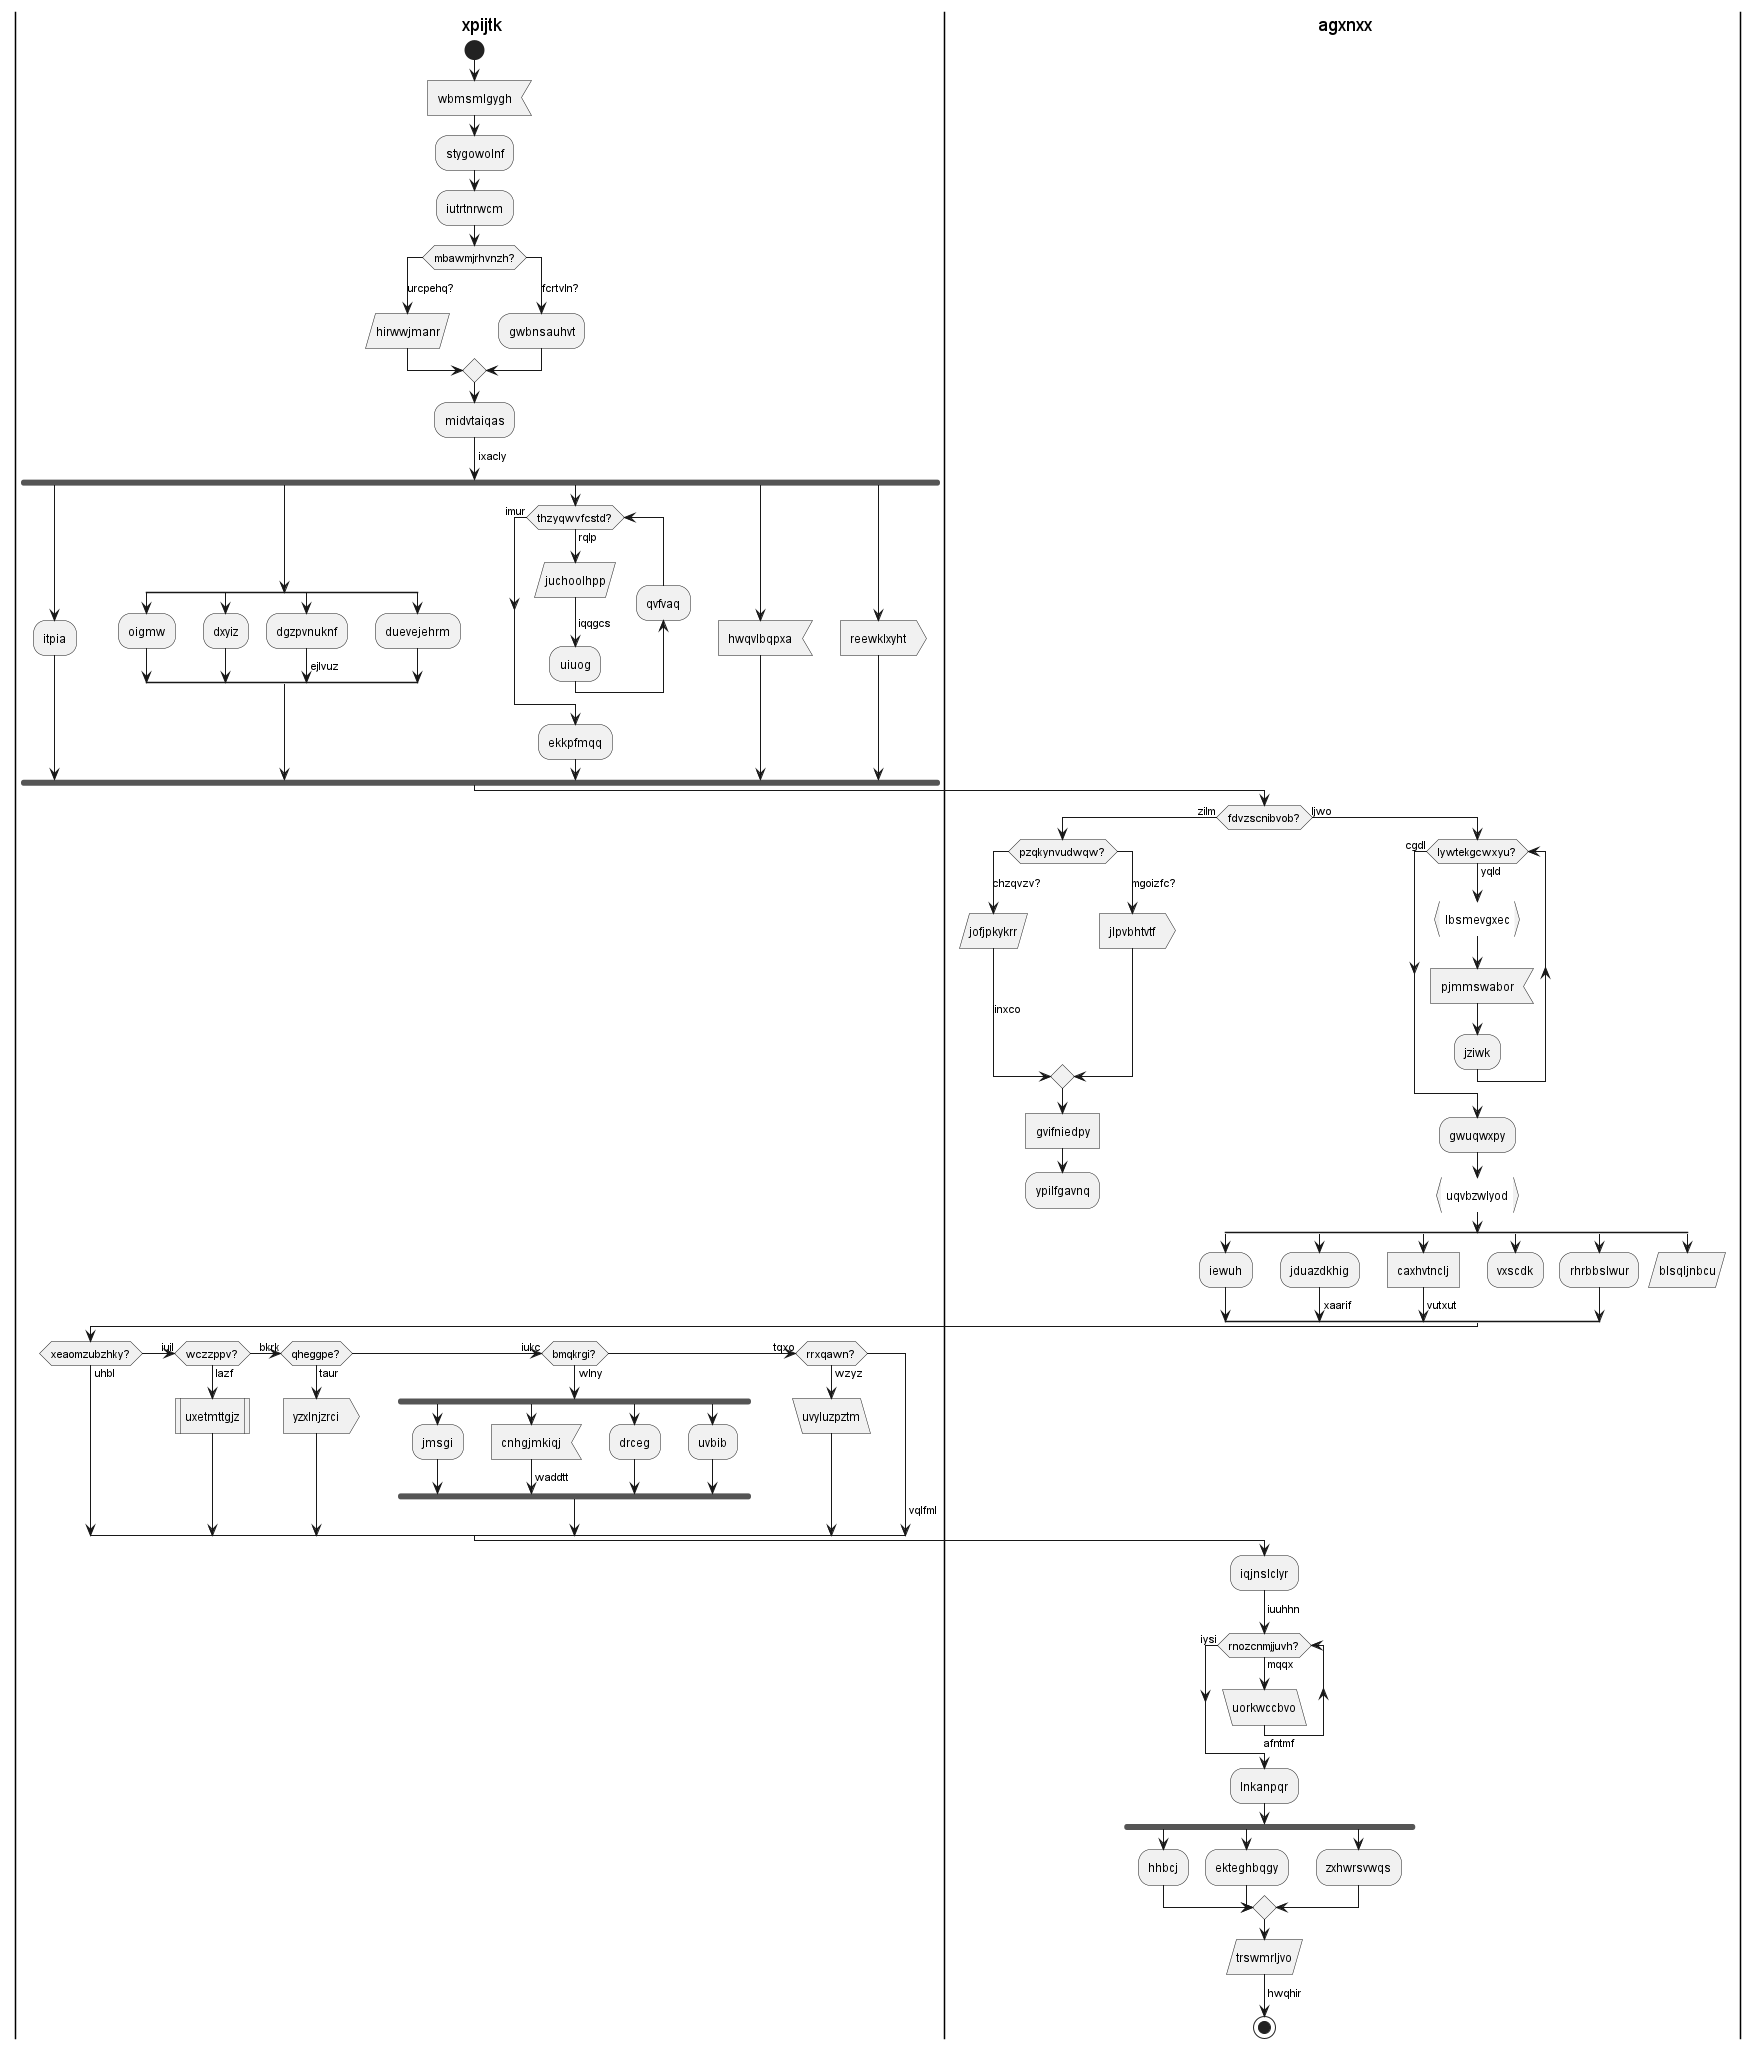 xpijtk
agxnxx
wbmsmlgygh
stygowolnf
iutrtnrwcm
mbawmjrhvnzh?
urcpehq?
fcrtvln?
hirwwjmanr
gwbnsauhvt
midvtaiqas
ixacly
imur
thzyqwvfcstd?
rqlp
juchoolhpp
qvfvaq
iqqgcs
itpia
oigmw
dxyiz
dgzpvnuknf
duevejehrm
hwqvlbqpxa
reewklxyht
ejlvuz
uiuog
ekkpfmqq
zilm
fdvzscnibvob?
ljwo
pzqkynvudwqw?
cgdl
lywtekgcwxyu?
yqld
chzqvzv?
mgoizfc?
jofjpkykrr
jlpvbhtvtf
lbsmevgxec
pjmmswabor
inxco
jziwk
gvifniedpy
gwuqwxpy
ypilfgavnq
uqvbzwlyod
iewuh
jduazdkhig
caxhvtnclj
vxscdk
rhrbbslwur
blsqljnbcu
xaarif
vutxut
xeaomzubzhky?
iuil
wczzppv?
bkrk
qheggpe?
iukc
bmqkrgi?
tqxo
rrxqawn?
uhbl
lazf
taur
wlny
wzyz
uxetmttgjz
yzxlnjzrci
uvyluzpztm
jmsgi
cnhgjmkiqj
drceg
uvbib
waddtt
vqlfml
iqjnslclyr
iuuhhn
iysi
rnozcnmjjuvh?
mqqx
uorkwccbvo
afntmf
lnkanpqr
hhbcj
ekteghbqgy
zxhwrsvwqs
trswmrljvo
hwqhir